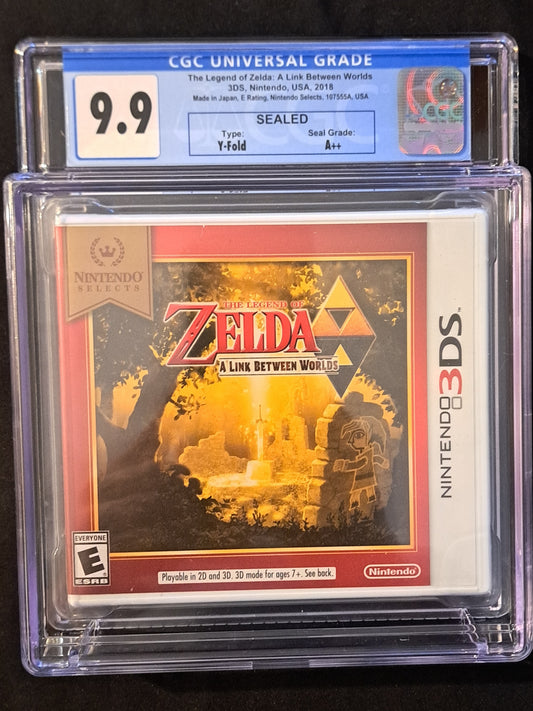 CGC UNIVERSAL GRADE
9.9
The Legend of Zelda: A Link Between Worlds
3DS, Nintendo, USA, 2018
Made in Japan, E Rating, Nintendo Selects, 107555A, USA
SEALED
Type: Seal Grade:
Y-Fold A++
NINTENDO
SELECTS
THE LEGEND OF
ZELDA
A LINK BETWEEN WORLDS
NINTENDO 3DS
EVERYONE
E
ESRB
Playable in 2D and 3D. 3D mode for ages 7+. See back.
Nintendo